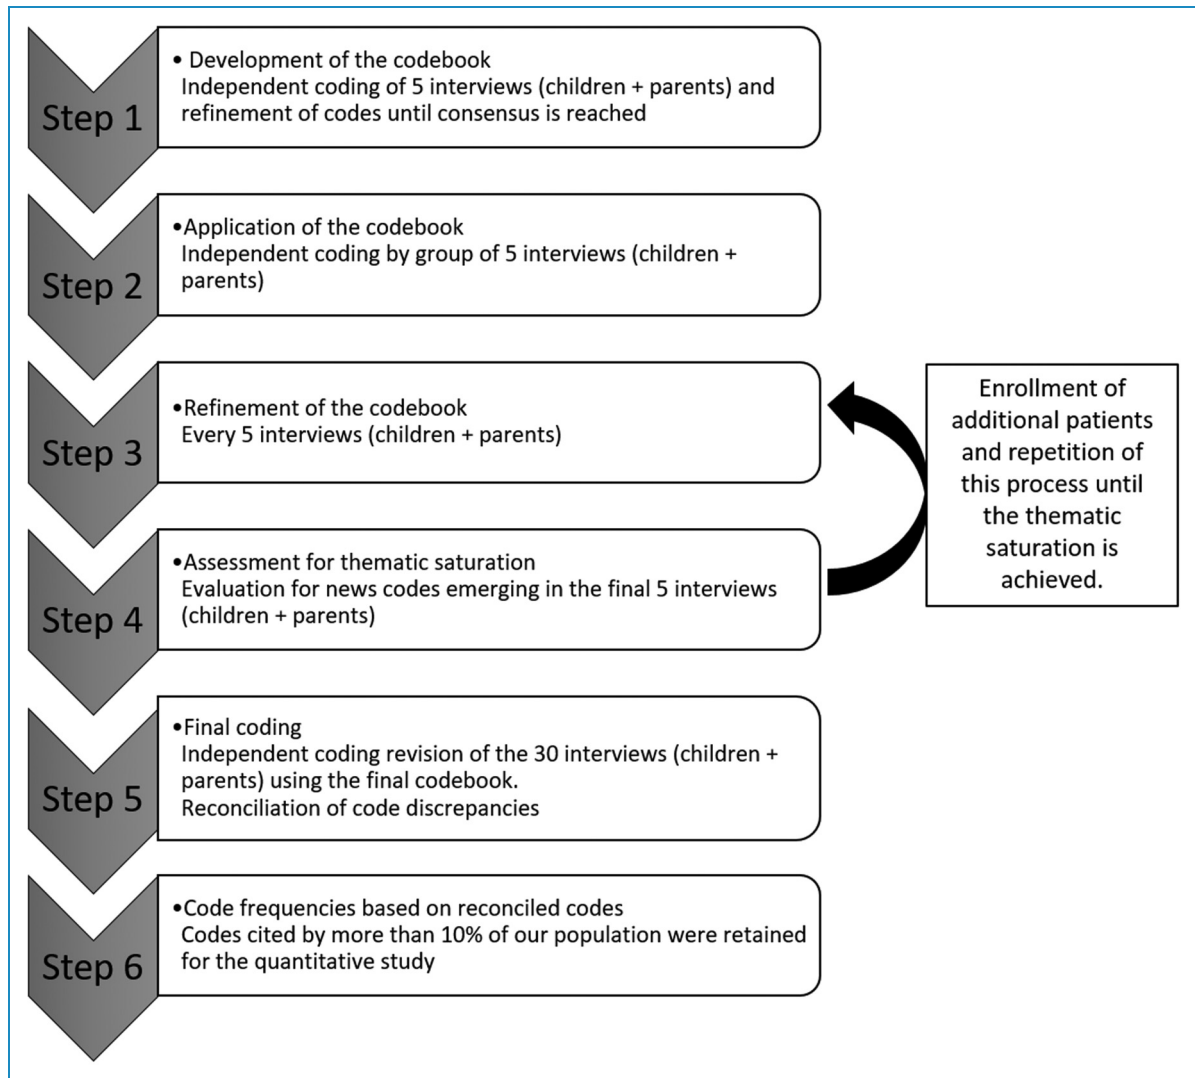 Step 1
• Development of the codebook
Independent coding of 5 interviews (children + parents) and
refinement of codes until consensus is reached
Step 2
•Application of the codebook
Independent coding by group of 5 interviews (children +
parents)
Step 3
•Refinement of the codebook
Every 5 interviews (children + parents)
Step 4
•Assessment for thematic saturation
Evaluation for news codes emerging in the final 5 interviews
(children + parents)
Enrollment of
additional patients
and repetition of
this process until
the thematic
saturation is
achieved.
Step 5
•Final coding
Independent coding revision of the 30 interviews (children +
parents) using the final codebook.
Reconciliation of code discrepancies
Step 6
•Code frequencies based on reconciled codes
Codes cited by more than 10% of our population were retained
for the quantitative study